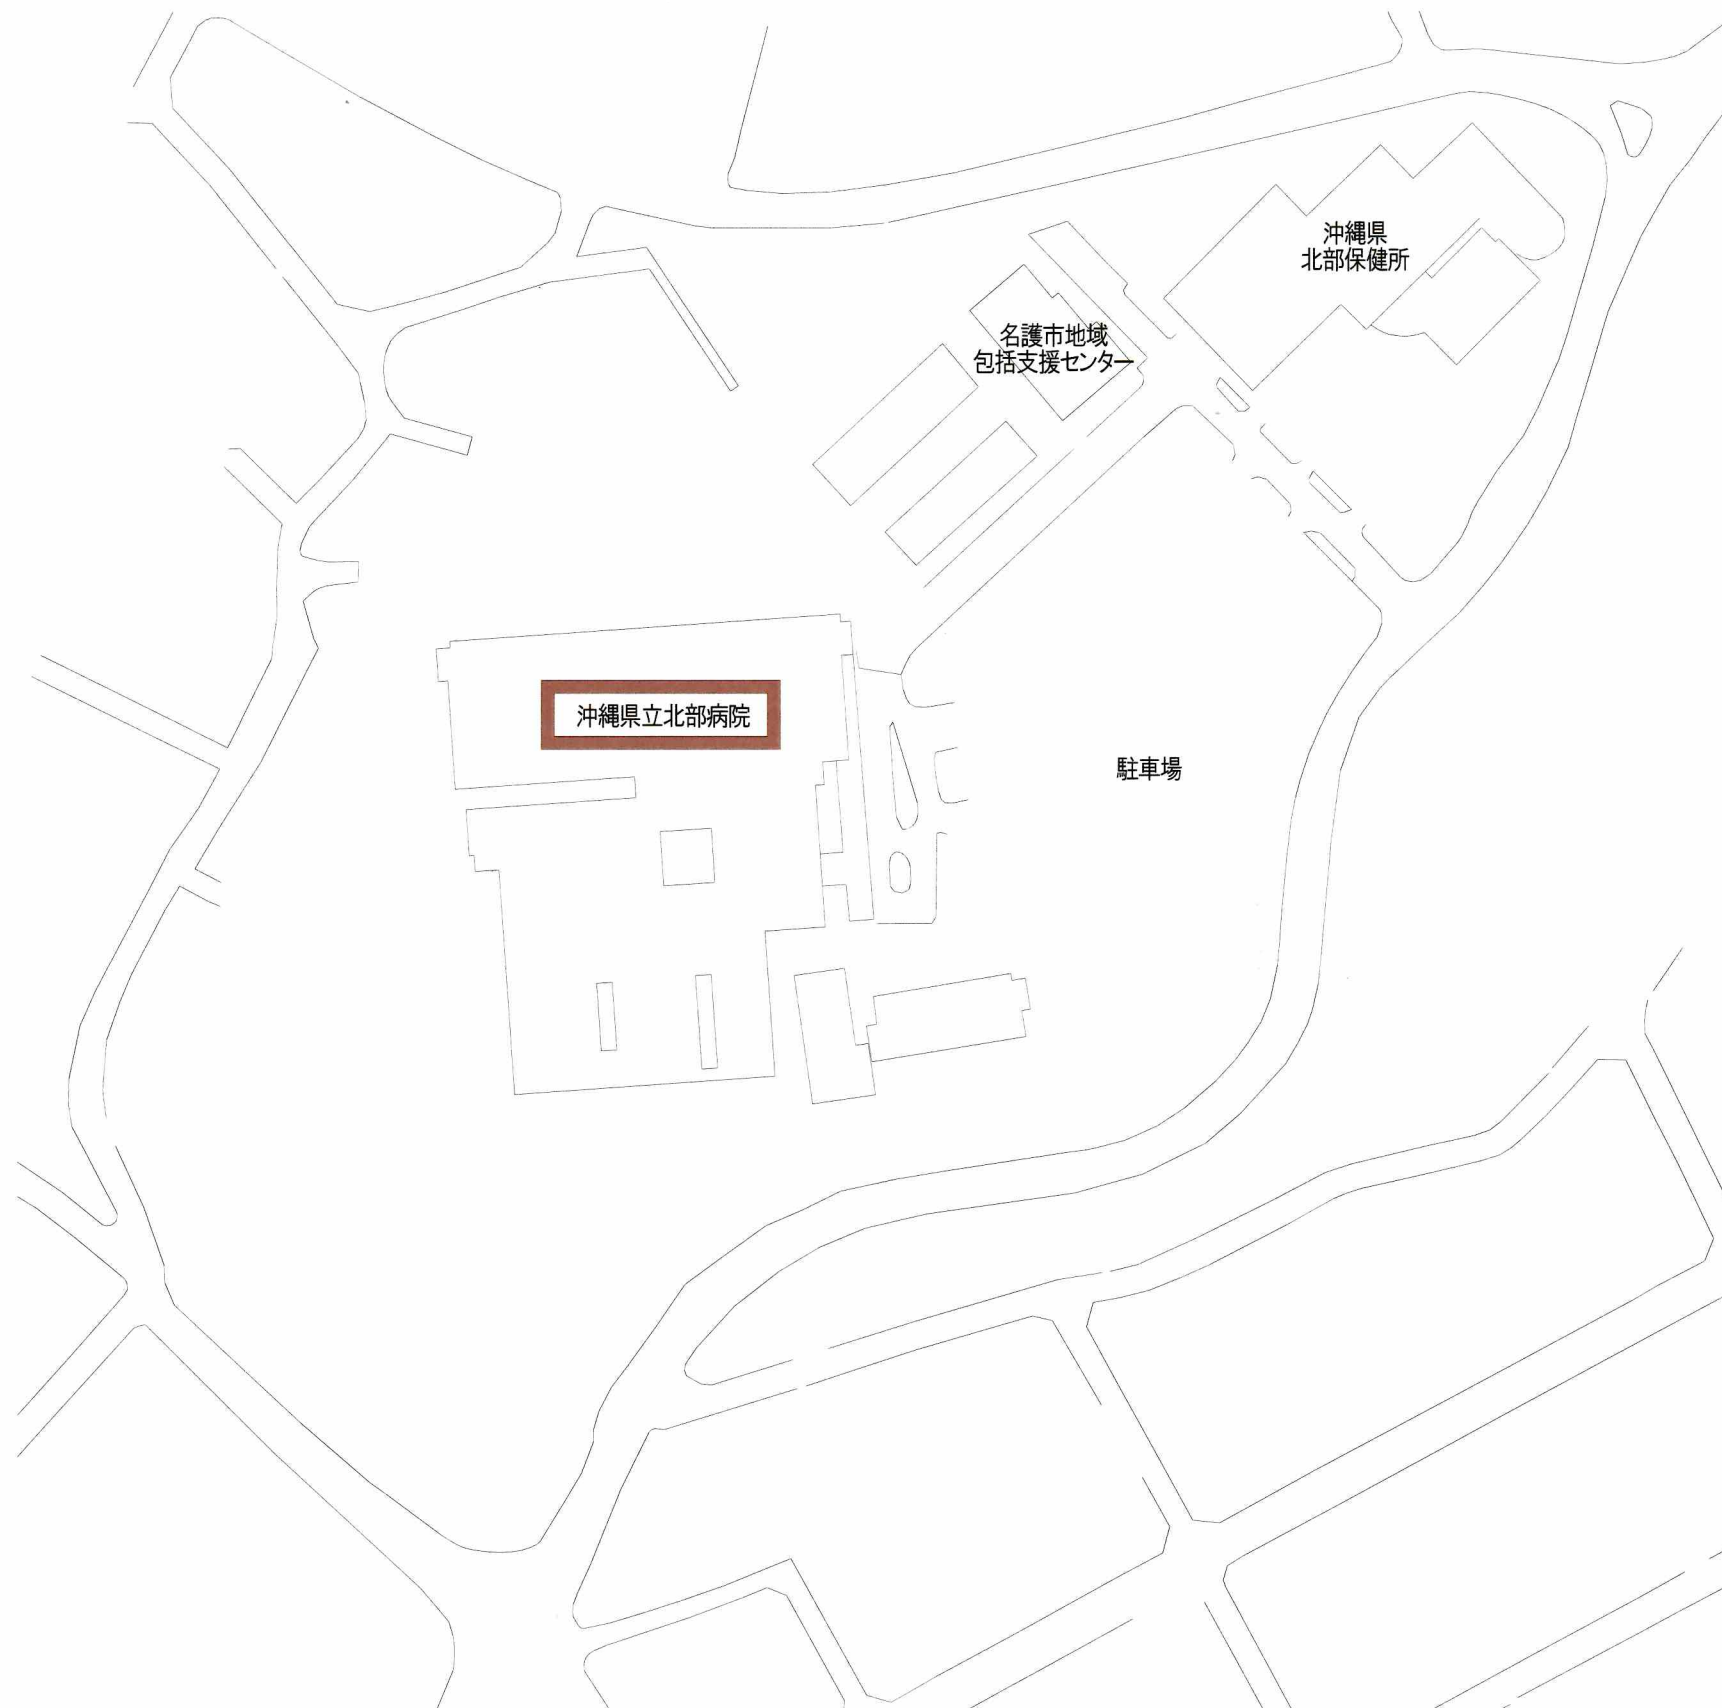 沖縄県
北部保健所
名護市地域
包括支援センター
沖縄県立北部病院
駐車場